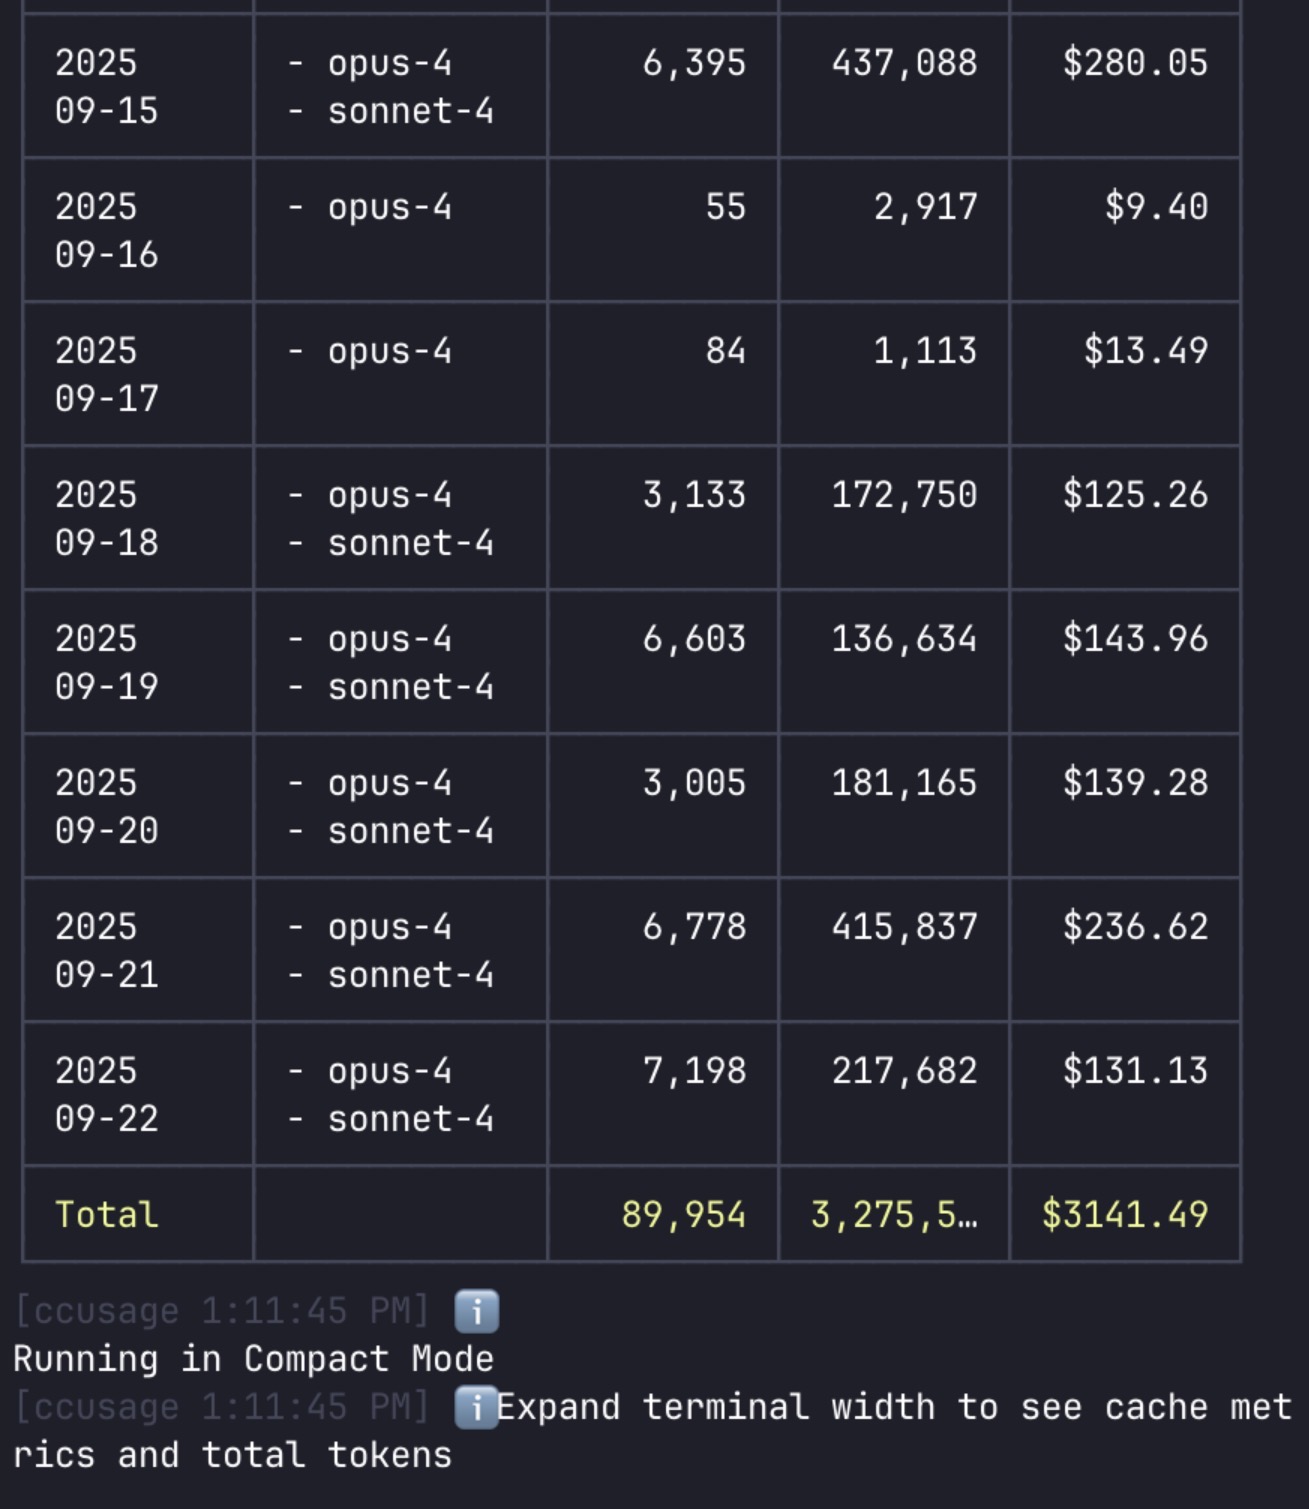 2025 - opus-4 6,395 437,088 $280.05
09-15 - sonnet-4
2025 - opus-4 55 2,917 $9.40
09-16
2025 - opus-4 84 1,113 $13.49
09-17
2025 - opus-4 3,133 172,750 $125.26
09-18 - sonnet-4
2025 - opus-4 6,603 136,634 $143.96
09-19 - sonnet-4
2025 - opus-4 3,005 181,165 $139.28
09-20 - sonnet-4
2025 - opus-4 6,778 415,837 $236.62
09-21 - sonnet-4
2025 - opus-4 7,198 217,682 $131.13
09-22 - sonnet-4
Total 89,954 3,275,5… $3141.49
[ccusage 1:11:45 PM] ℹ️
Running in Compact Mode
[ccusage 1:11:45 PM] ℹ️Expand terminal width to see cache met
rics and total tokens